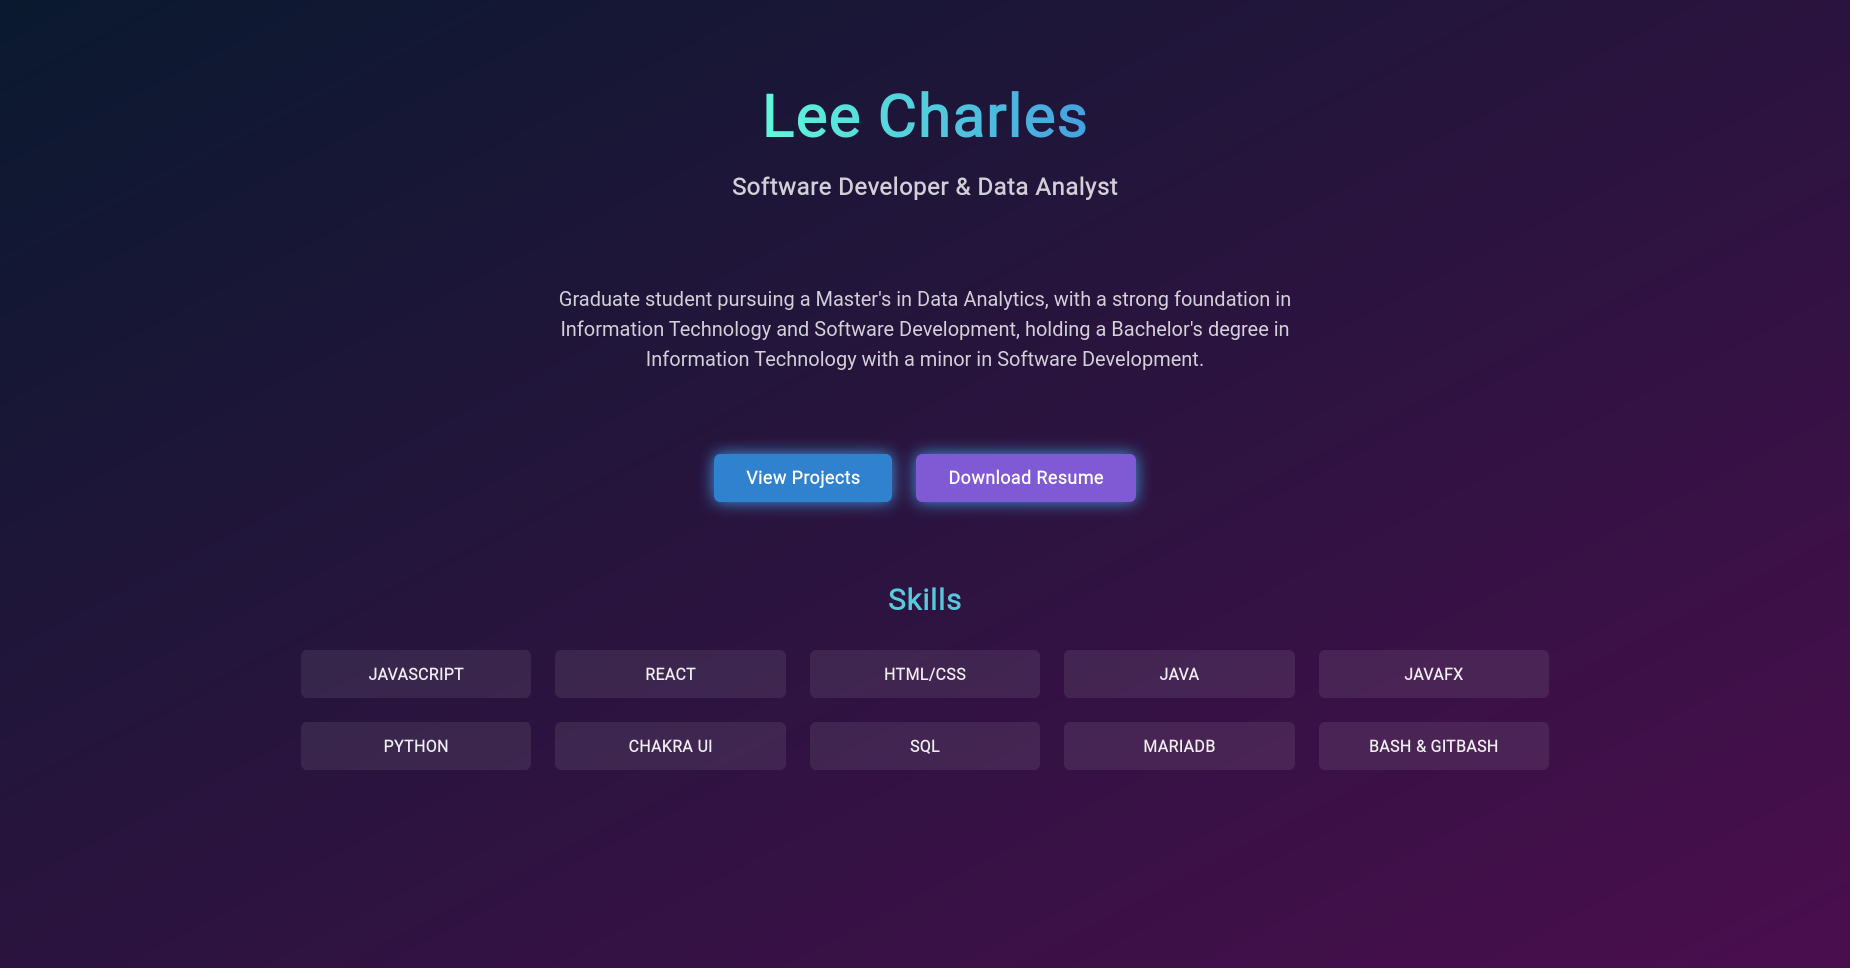 Lee Charles
Software Developer & Data Analyst
Graduate student pursuing a Master's in Data Analytics, with a strong foundation in
Information Technology and Software Development, holding a Bachelor's degree in
Information Technology with a minor in Software Development.
View Projects
Download Resume
Skills
JAVASCRIPT
REACT
HTML/CSS
JAVA
JAVAFX
PYTHON
CHAKRA UI
SQL
MARIADB
BASH & GITBASH